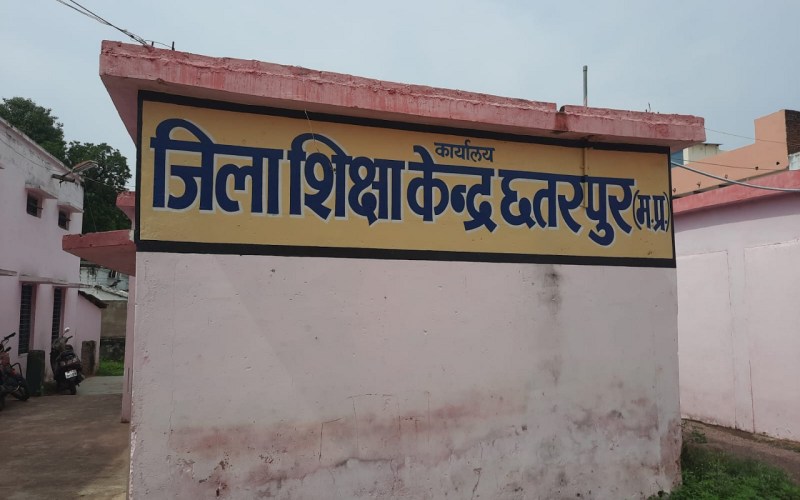 कार्यालय
जिला शिक्षा केन्द्र छतरपुर (म.प्र.)